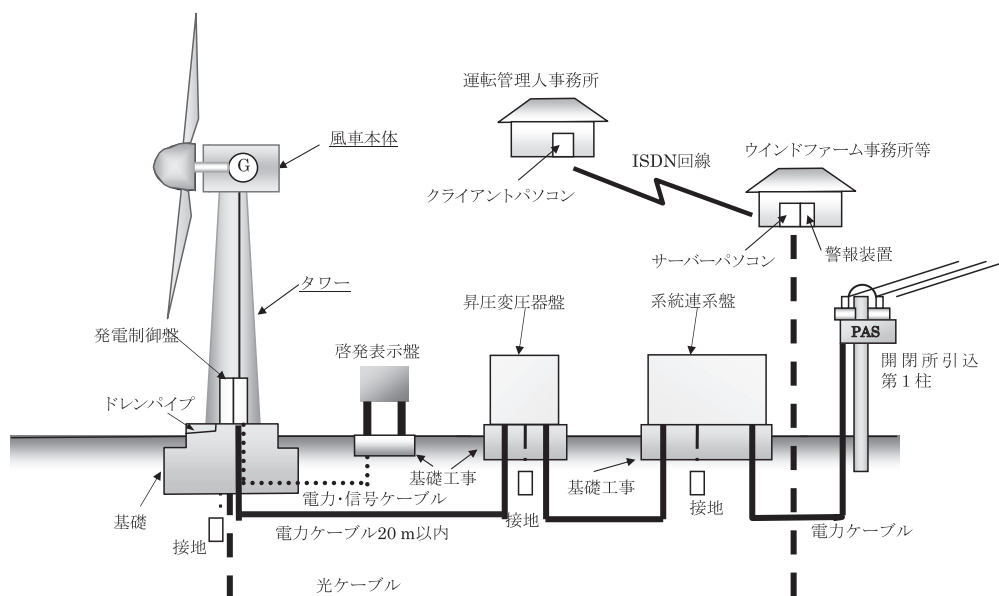 運転管理人事務所
風車本体
G
ISDN回線
ウインドファーム事務所等
クライアントパソコン
サーバーパソコン
警報装置
タワー
昇圧変圧器盤
系統連系盤
発電制御盤
啓発表示盤
PAS
開閉所引込
第1柱
ドレンパイプ
基礎工事
基礎工事
電力・信号ケーブル
基礎
接地
接地
電力ケーブル20 m以内
電力ケーブル
接地
光ケーブル